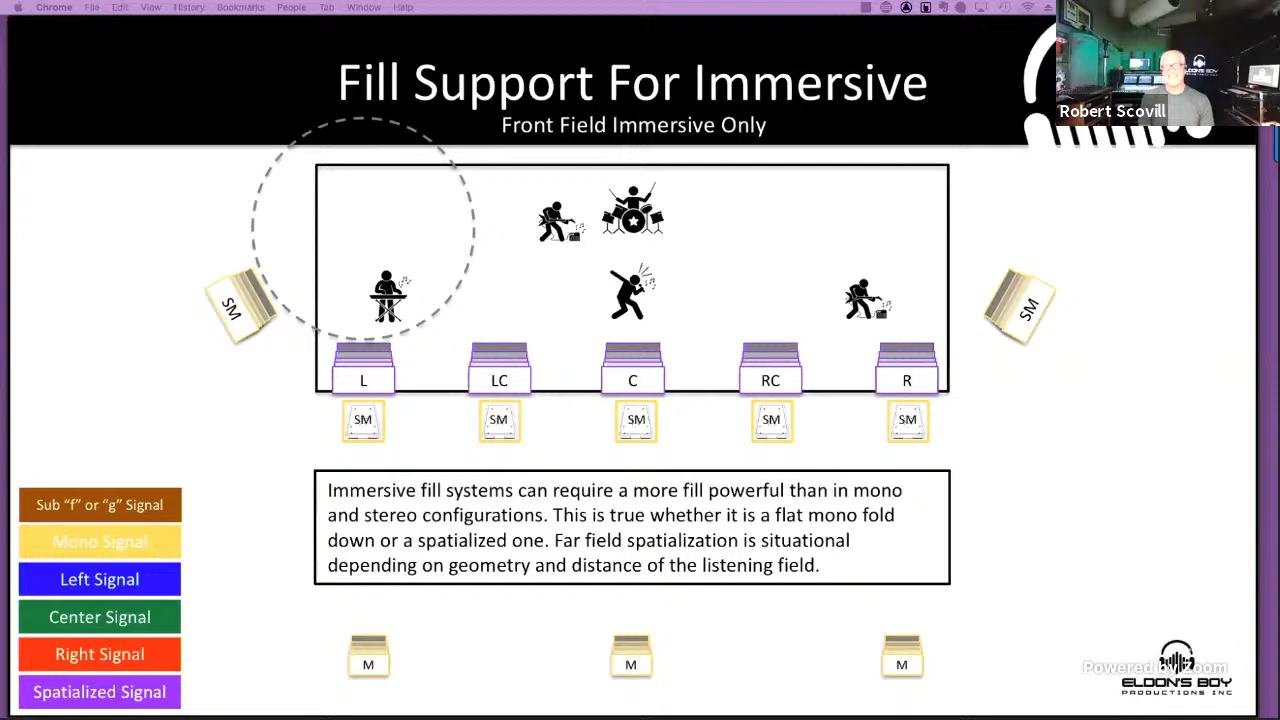 Chrome File Edit View History Bookmarks People Tab Window Help
Fill Support For Immersive
Front Field Immersive Only
Robert Scovill
SM
SM
L
LC
C
RC
R
SM
SM
SM
SM
SM
Immersive fill systems can require a more fill powerful than in mono
and stereo configurations. This is true whether it is a flat mono fold
down or a spatialized one. Far field spatialization is situational
depending on geometry and distance of the listening field.
Sub "f" or "g" Signal
Mono Signal
Left Signal
Center Signal
Right Signal
Spatialized Signal
M
M
M
Powered by Zoom
ELDON'S BOY
PRODUCTIONS INC